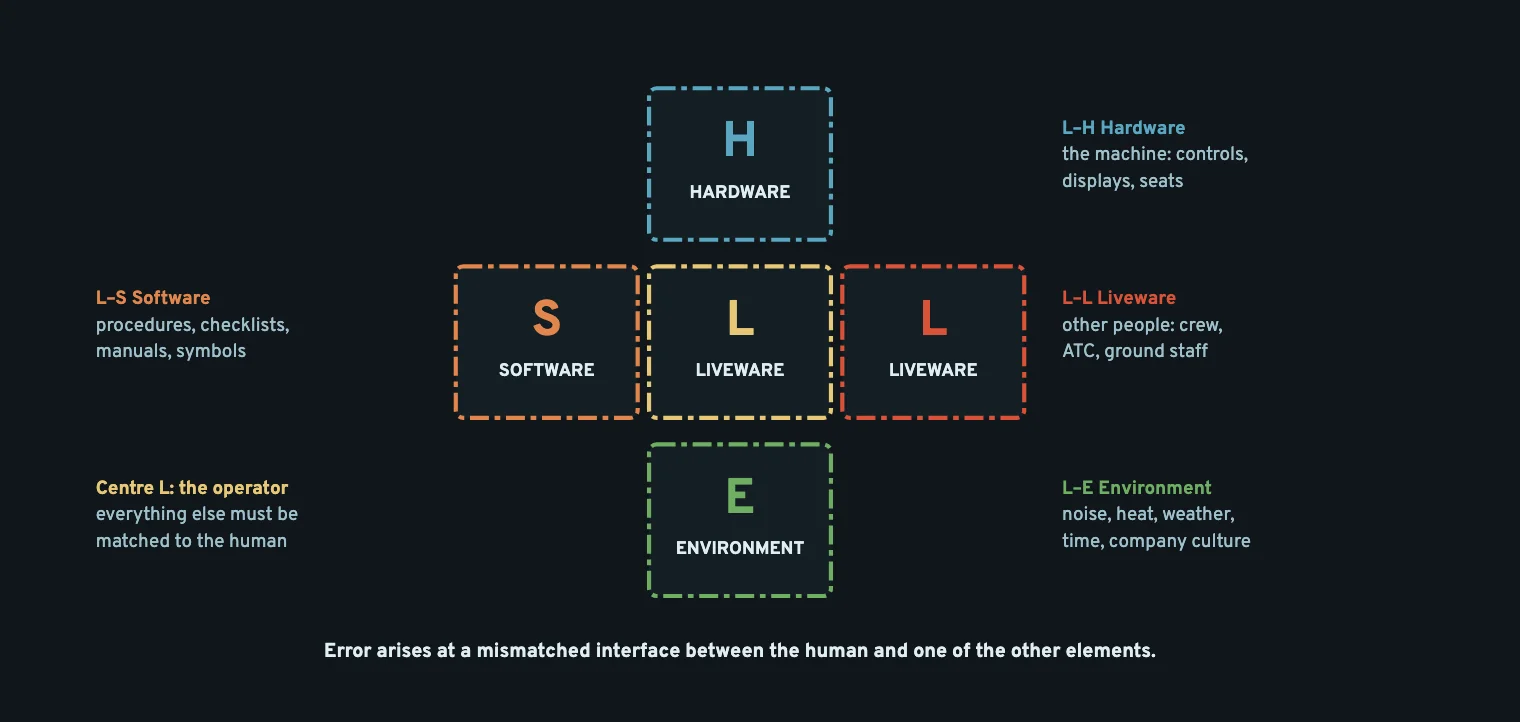 H
HARDWARE
L–H Hardware
the machine: controls,
displays, seats
L–S Software
procedures, checklists,
manuals, symbols
S
SOFTWARE
L
LIVEWARE
L
LIVEWARE
L–L Liveware
other people: crew,
ATC, ground staff
Centre L: the operator
everything else must be
matched to the human
E
ENVIRONMENT
L–E Environment
noise, heat, weather,
time, company culture
Error arises at a mismatched interface between the human and one of the other elements.